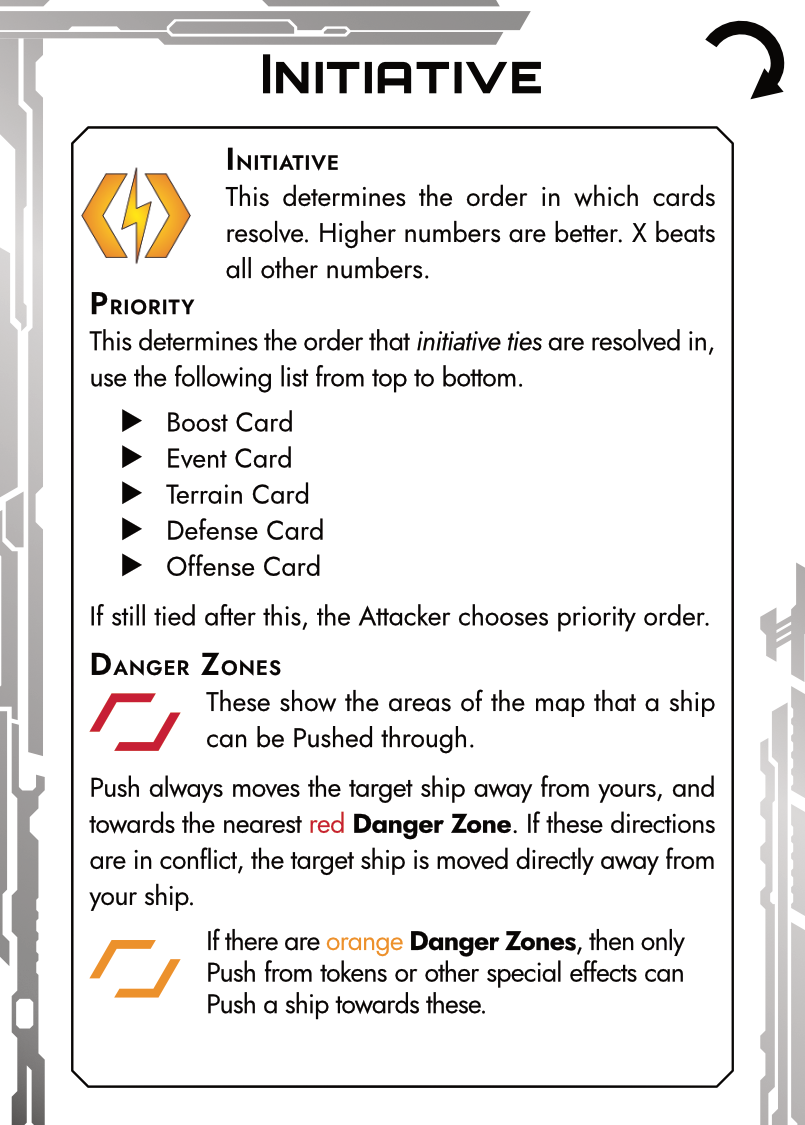 Initiative
Initiative
This determines the order in which cards
resolve. Higher numbers are better. X beats
all other numbers.
Priority
This determines the order that initiative ties are resolved in,
use the following list from top to bottom.
▶ Boost Card
▶ Event Card
▶ Terrain Card
▶ Defense Card
▶ Offense Card
If still tied after this, the Attacker chooses priority order.
Danger Zones
These show the areas of the map that a ship
can be Pushed through.
Push always moves the target ship away from yours, and
towards the nearest red Danger Zone. If these directions
are in conflict, the target ship is moved directly away from
your ship.
If there are orange Danger Zones, then only
Push from tokens or other special effects can
Push a ship towards these.